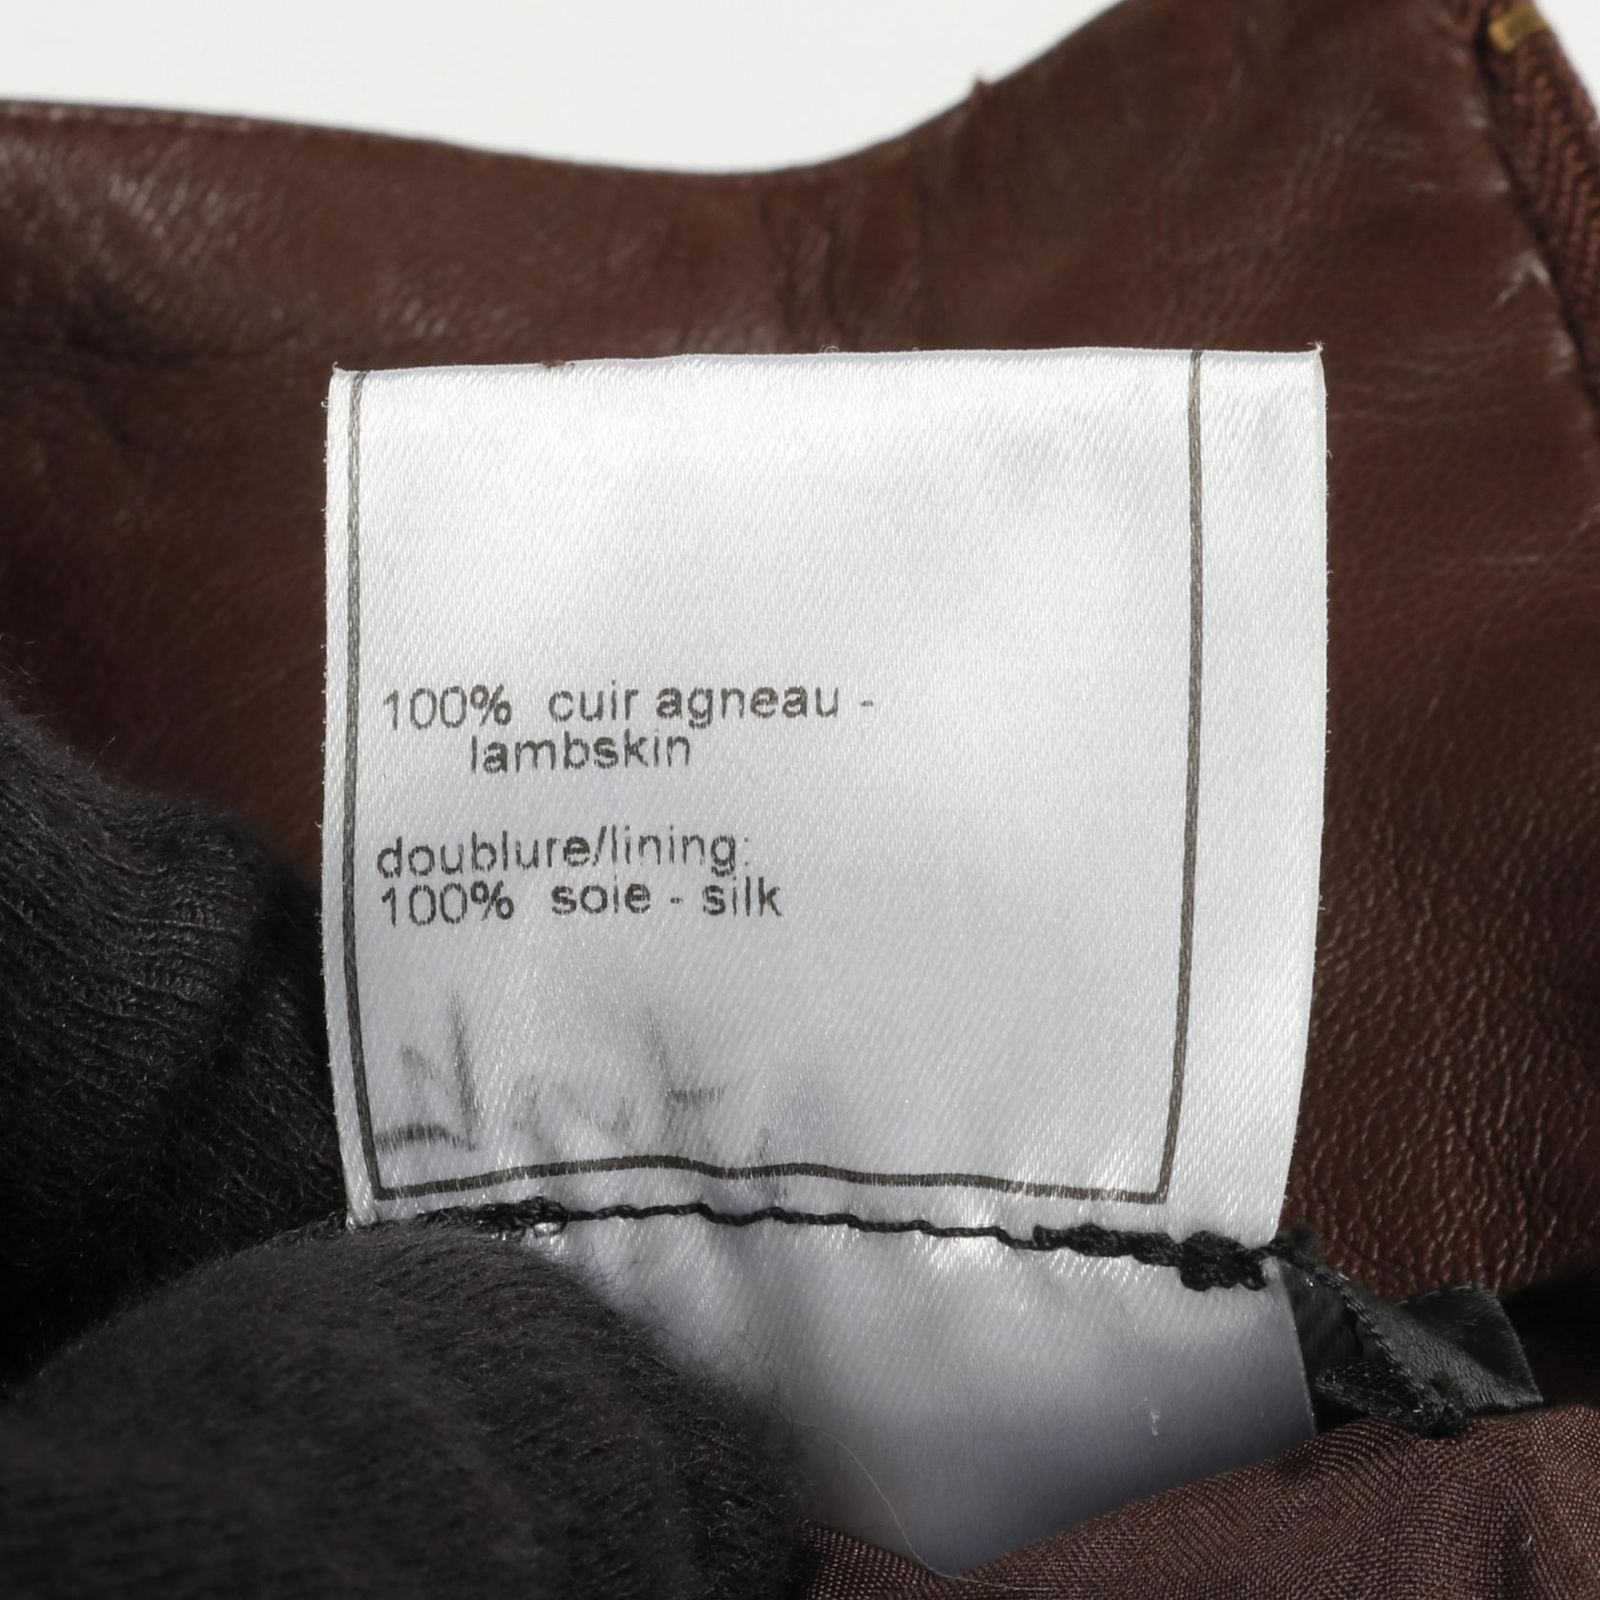 100% cuir agneau -
lambskin
doublure/lining:
100% soie - silk